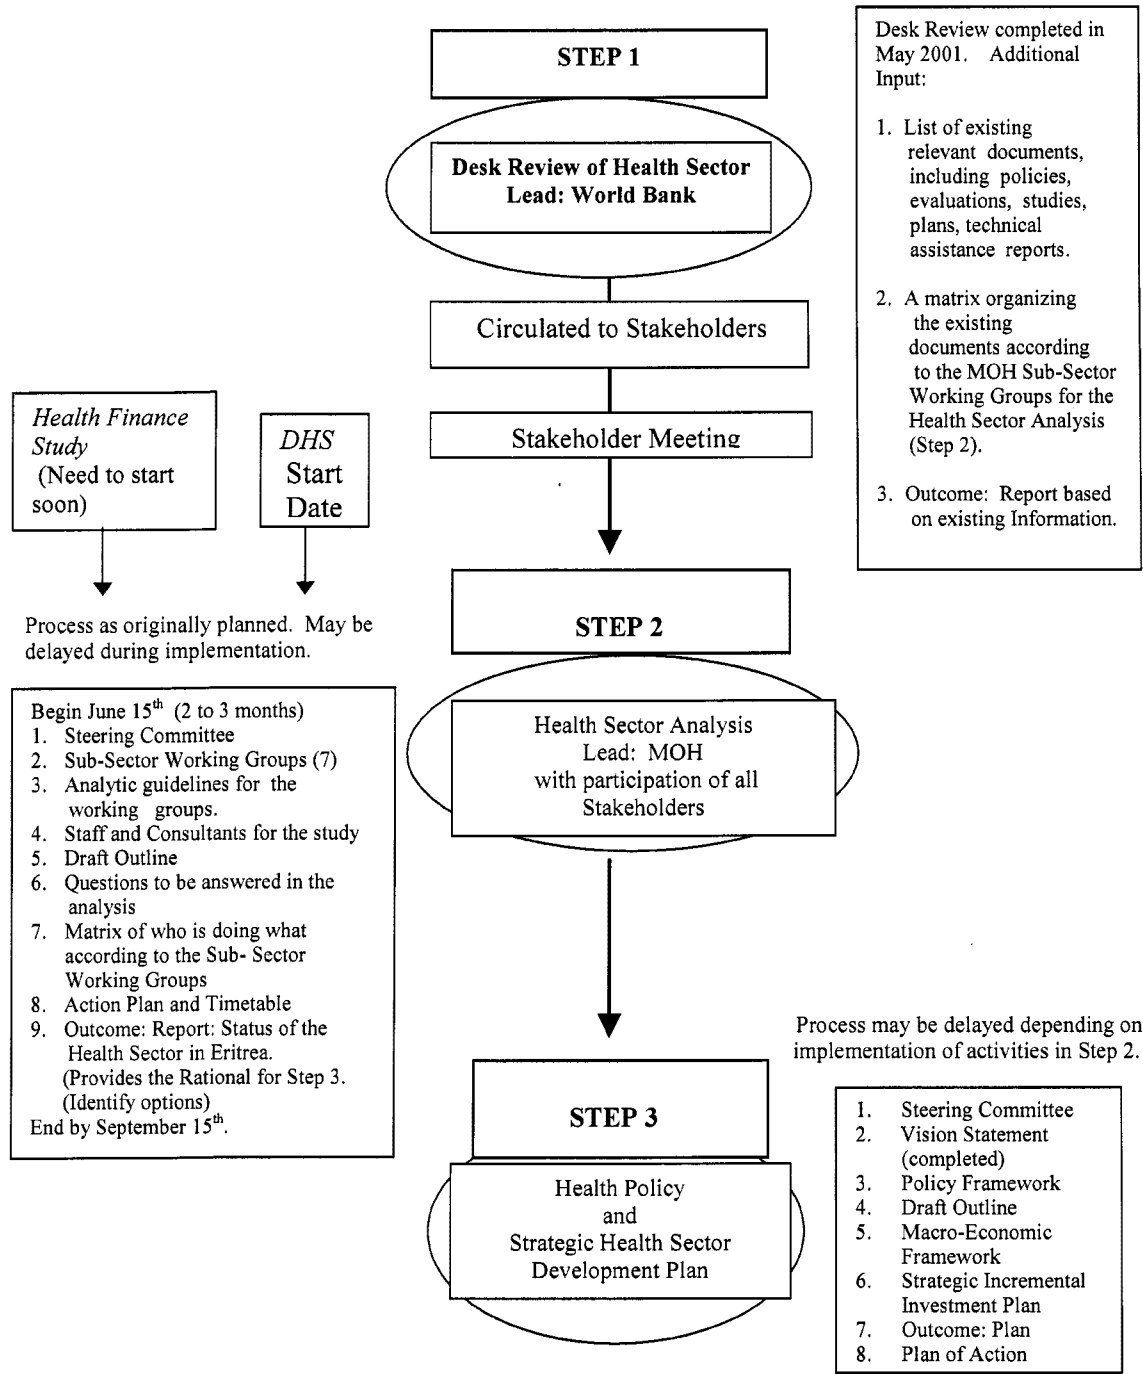 STEP 1
Desk Review of Health Sector
Lead: World Bank
Circulated to Stakeholders
Stakeholder Meeting
Desk Review completed in
May 2001. Additional
Input:
1. List of existing
relevant documents,
including policies,
evaluations, studies,
plans, technical
assistance reports.
2. A matrix organizing
the existing
documents according
to the MOH Sub-Sector
Working Groups for the
Health Sector Analysis
(Step 2).
3. Outcome: Report based
on existing Information.
Health Finance
Study
(Need to start
soon)
DHS
Start
Date
Process as originally planned. May be
delayed during implementation.
STEP 2
Health Sector Analysis
Lead: MOH
with participation of all
Stakeholders
Begin June 15th (2 to 3 months)
1. Steering Committee
2. Sub-Sector Working Groups (7)
3. Analytic guidelines for the
working groups.
4. Staff and Consultants for the study
5. Draft Outline
6. Questions to be answered in the
analysis
7. Matrix of who is doing what
according to the Sub- Sector
Working Groups
8. Action Plan and Timetable
9. Outcome: Report: Status of the
Health Sector in Eritrea.
(Provides the Rational for Step 3.
(Identify options)
End by September 15th.
STEP 3
Health Policy
and
Strategic Health Sector
Development Plan
Process may be delayed depending on
implementation of activities in Step 2.
1. Steering Committee
2. Vision Statement
(completed)
3. Policy Framework
4. Draft Outline
5. Macro-Economic
Framework
6. Strategic Incremental
Investment Plan
7. Outcome: Plan
8. Plan of Action